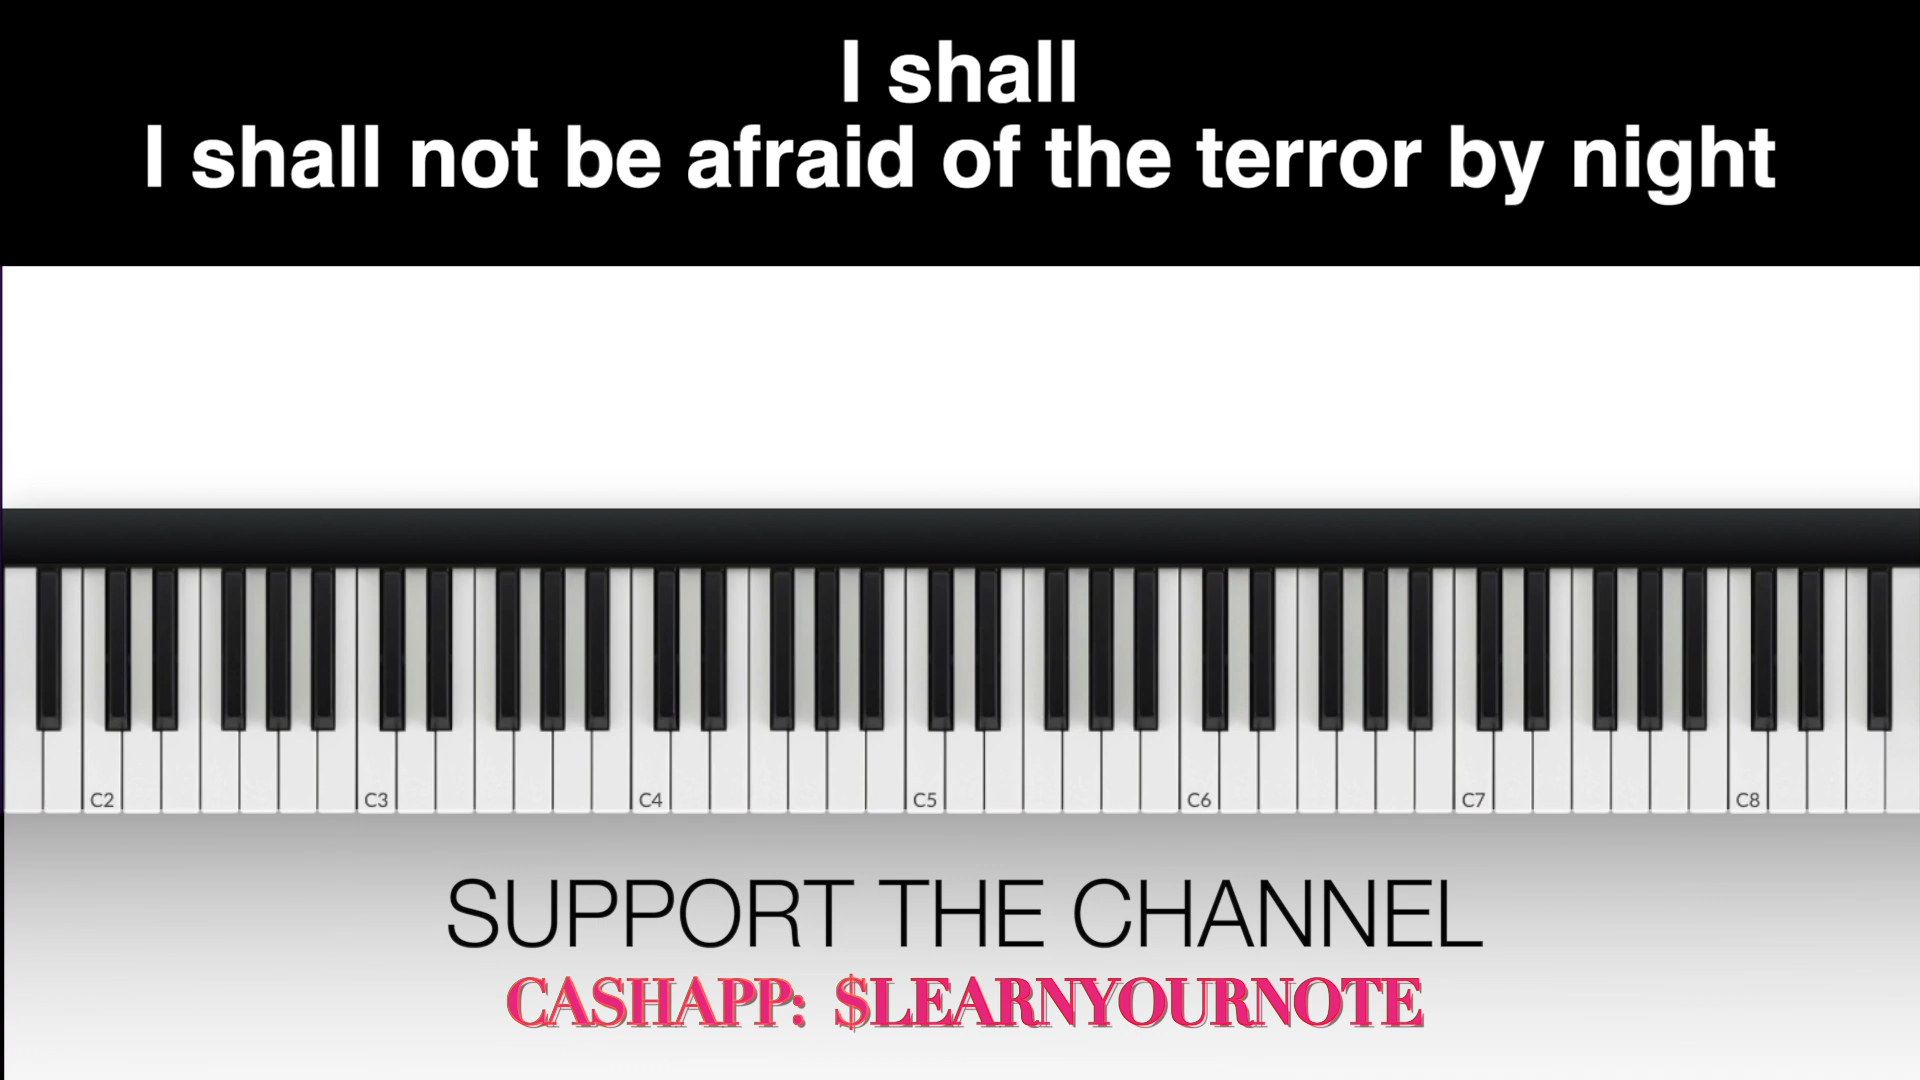 I shall
I shall not be afraid of the terror by night
C2 C3 C4 C5 C6 C7 C8
SUPPORT THE CHANNEL
CASHAPP: $LEARNYOURNOTE